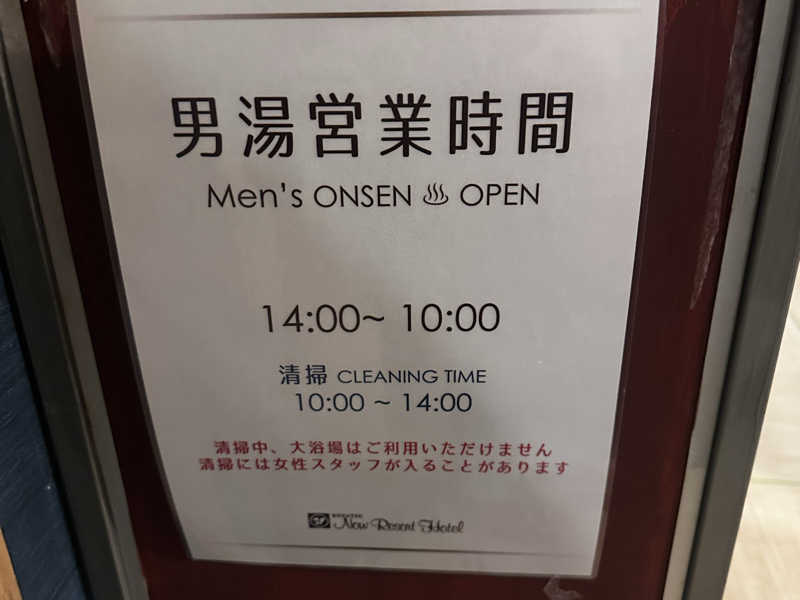 男湯営業時間
Men's ONSEN ♨ OPEN
14:00~ 10:00
清掃 CLEANING TIME
10:00 ~ 14:00
清掃中、大浴場はご利用いただけません
清掃には女性スタッフが入ることがあります
New Resort Hotel